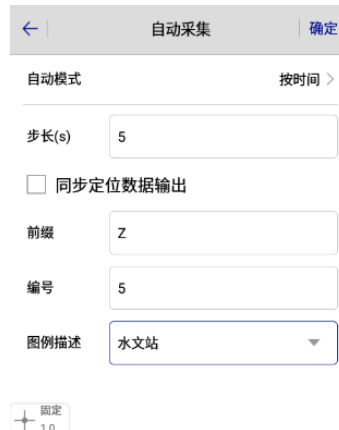 自动采集 确定
自动模式 按时间
步长(s) 5
同步定位数据输出
前缀 Z
编号 5
图例描述 水文站
固定
1.0